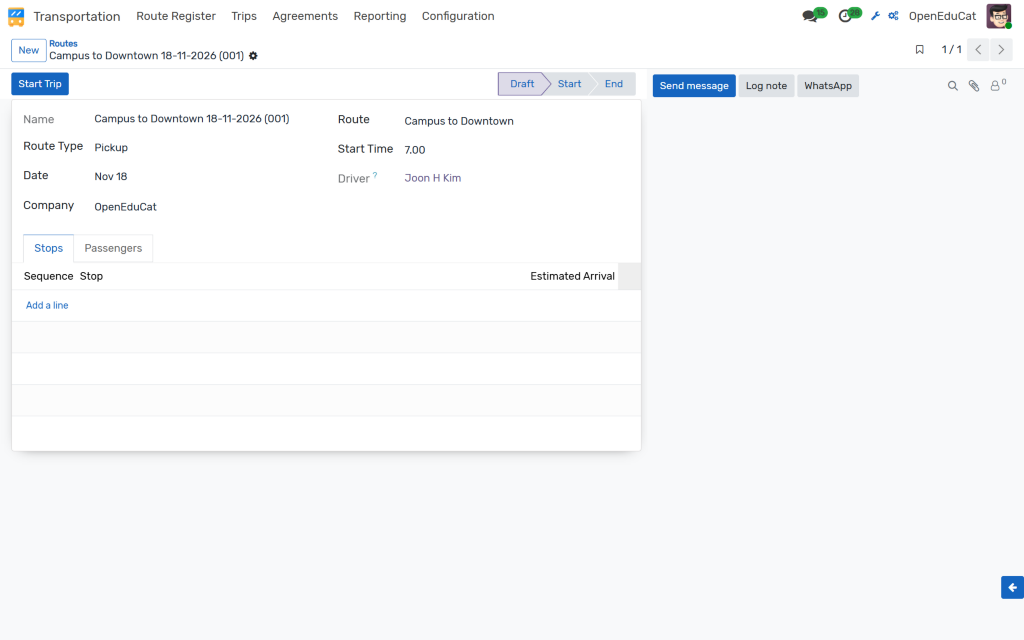 Transportation Route Register Trips Agreements Reporting Configuration 15 28 OpenEduCat
New Routes
Campus to Downtown 18-11-2026 (001) 1 / 1
Start Trip Draft Start End Send message Log note WhatsApp 0
Name Campus to Downtown 18-11-2026 (001) Route Campus to Downtown
Route Type Pickup Start Time 7.00
Date Nov 18 Driver ? Joon H Kim
Company OpenEduCat
Stops Passengers
Sequence Stop Estimated Arrival
Add a line